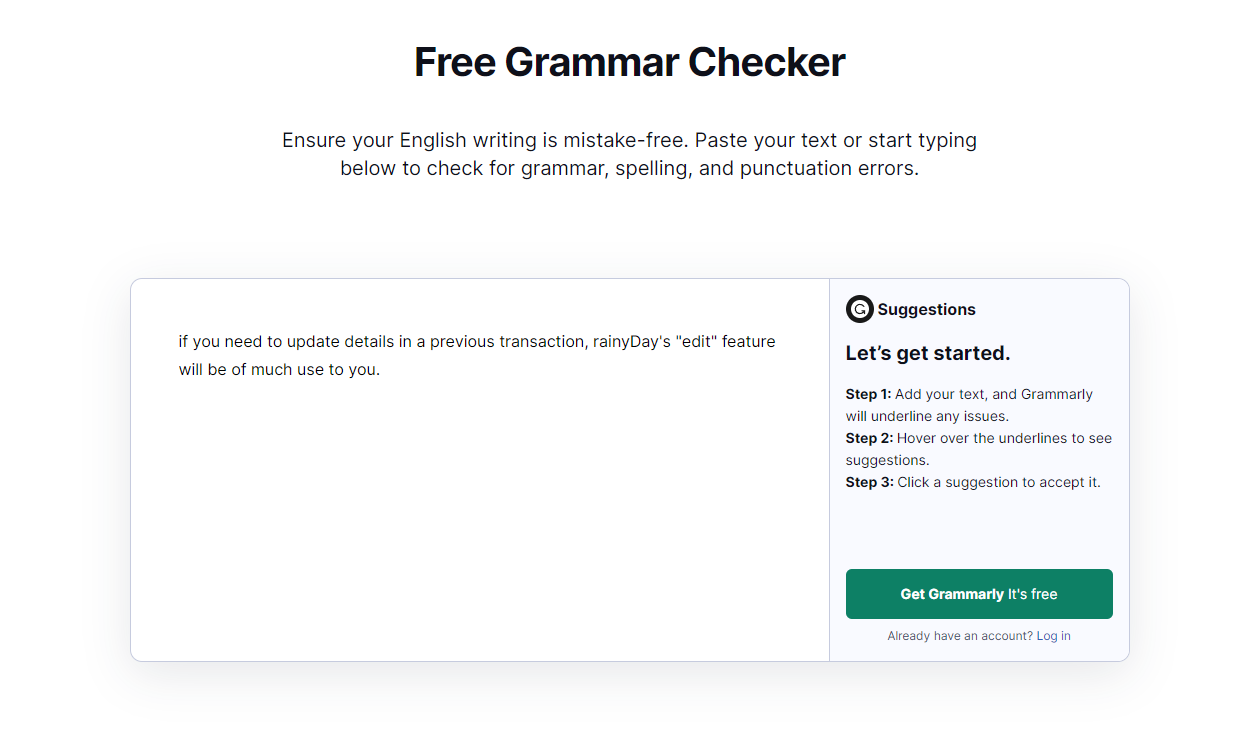 Free Grammar Checker
Ensure your English writing is mistake-free. Paste your text or start typing
below to check for grammar, spelling, and punctuation errors.
if you need to update details in a previous transaction, rainyDay's "edit" feature
will be of much use to you.
Suggestions
Let’s get started.
Step 1: Add your text, and Grammarly
will underline any issues.
Step 2: Hover over the underlines to see
suggestions.
Step 3: Click a suggestion to accept it.
Get Grammarly It's free
Already have an account? Log in